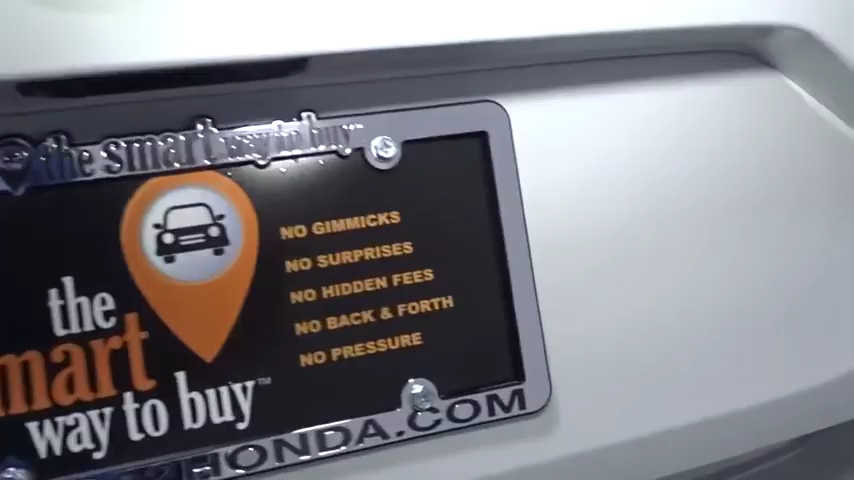 the smart way to buy
NO GIMMICKS
NO SURPRISES
NO HIDDEN FEES
NO BACK & FORTH
NO PRESSURE
the
mart
way to buy™
HONDA.COM